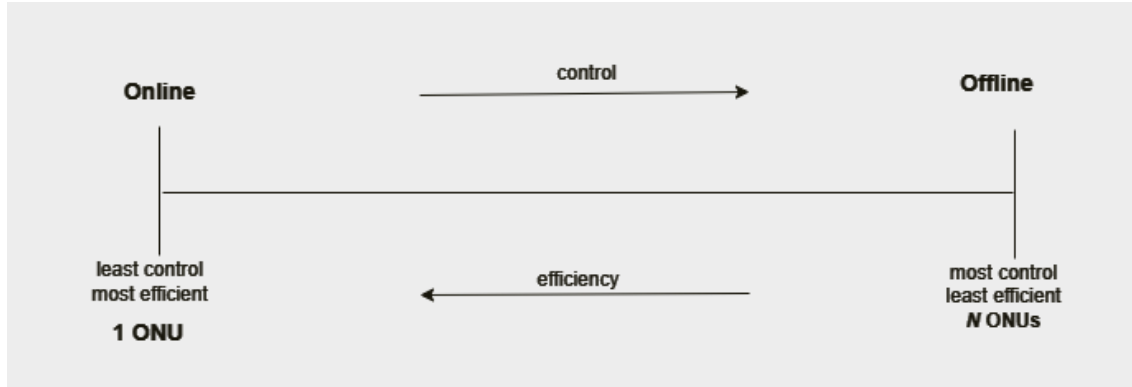 Online
control
Offline
least control
most efficient
1 ONU
efficiency
most control
least efficient
N ONUs